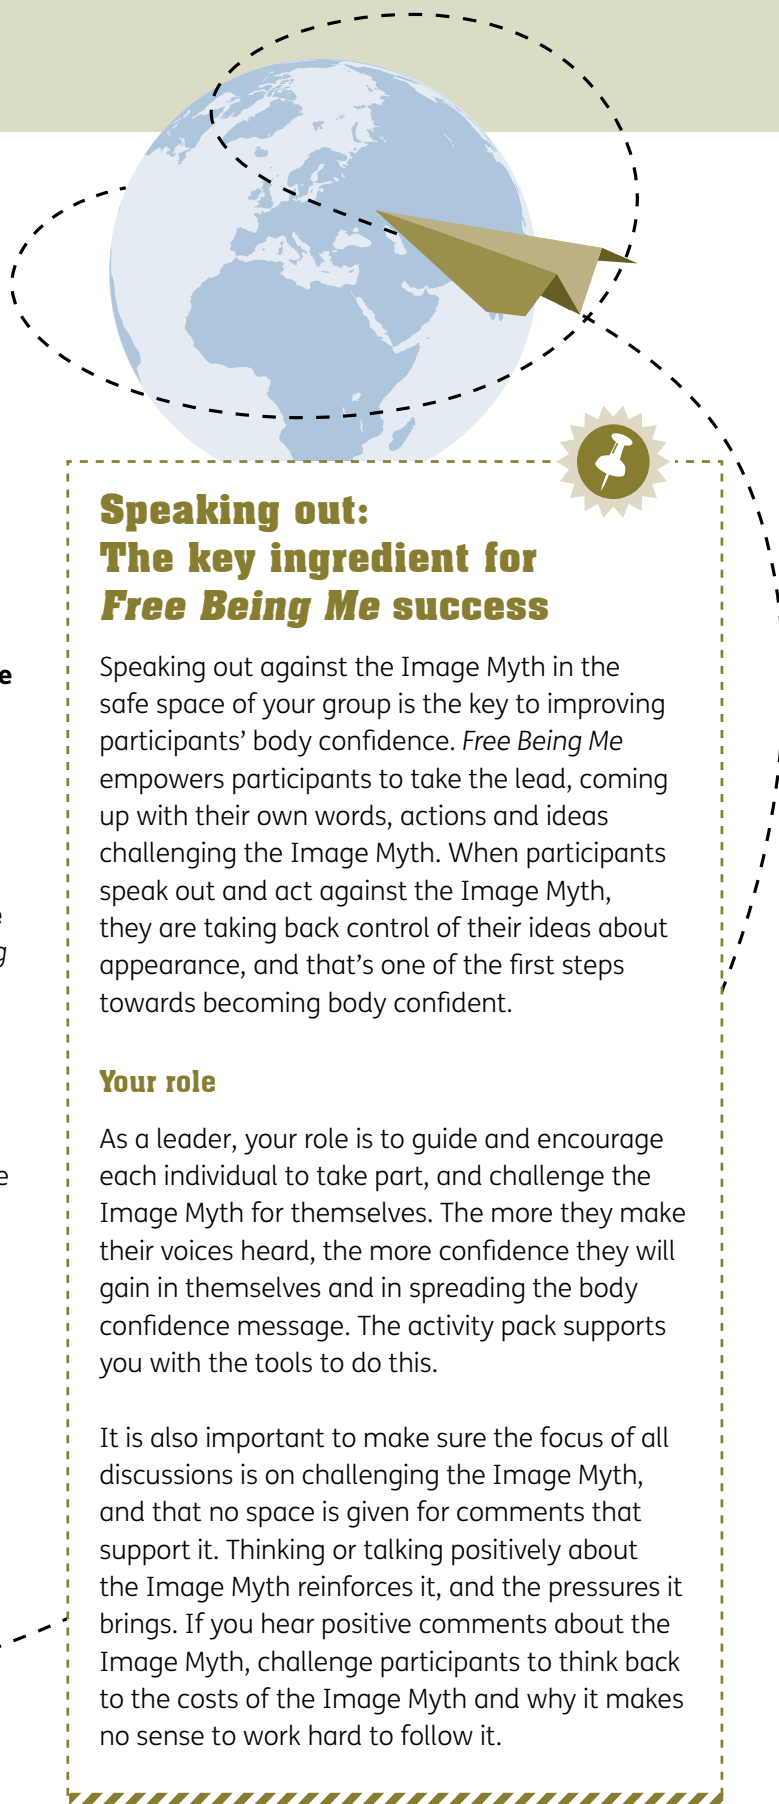 Speaking out:
The key ingredient for
Free Being Me success
Speaking out against the Image Myth in the
safe space of your group is the key to improving
participants’ body confidence. Free Being Me
empowers participants to take the lead, coming
up with their own words, actions and ideas
challenging the Image Myth. When participants
speak out and act against the Image Myth,
they are taking back control of their ideas about
appearance, and that’s one of the first steps
towards becoming body confident.
Your role
As a leader, your role is to guide and encourage
each individual to take part, and challenge the
Image Myth for themselves. The more they make
their voices heard, the more confidence they will
gain in themselves and in spreading the body
confidence message. The activity pack supports
you with the tools to do this.
It is also important to make sure the focus of all
discussions is on challenging the Image Myth,
and that no space is given for comments that
support it. Thinking or talking positively about
the Image Myth reinforces it, and the pressures it
brings. If you hear positive comments about the
Image Myth, challenge participants to think back
to the costs of the Image Myth and why it makes
no sense to work hard to follow it.